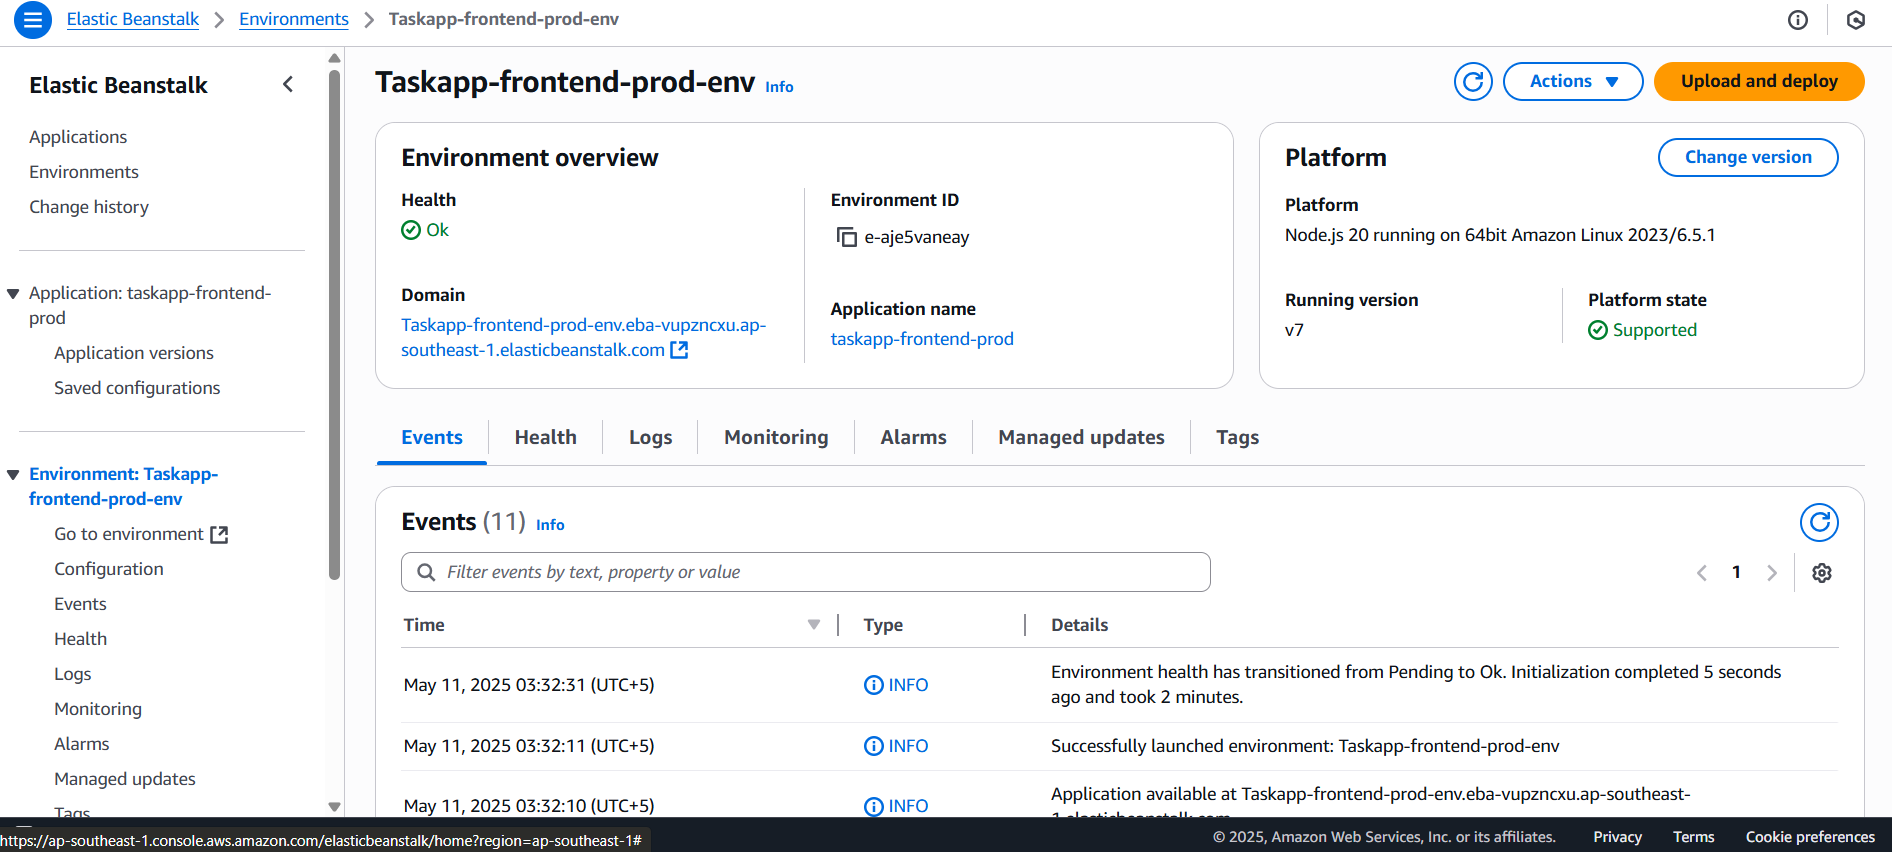 Elastic Beanstalk > Environments > Taskapp-frontend-prod-env
Elastic Beanstalk
Applications
Environments
Change history
Application: taskapp-frontend-
prod
Application versions
Saved configurations
Environment: Taskapp-
frontend-prod-env
Go to environment
Configuration
Events
Health
Logs
Monitoring
Alarms
Managed updates
Tags
Taskapp-frontend-prod-env Info
Actions
Upload and deploy
Environment overview
Health
Ok
Domain
Taskapp-frontend-prod-env.eba-vupzncxu.ap-
southeast-1.elasticbeanstalk.com
Environment ID
e-aje5vaneay
Application name
taskapp-frontend-prod
Platform
Change version
Platform
Node.js 20 running on 64bit Amazon Linux 2023/6.5.1
Running version
v7
Platform state
Supported
Events Health Logs Monitoring Alarms Managed updates Tags
Events (11) Info
Filter events by text, property or value
1
Time Type Details
May 11, 2025 03:32:31 (UTC+5) INFO Environment health has transitioned from Pending to Ok. Initialization completed 5 seconds
ago and took 2 minutes.
May 11, 2025 03:32:11 (UTC+5) INFO Successfully launched environment: Taskapp-frontend-prod-env
May 11, 2025 03:32:10 (UTC+5) INFO Application available at Taskapp-frontend-prod-env.eba-vupzncxu.ap-southeast-
1.elasticbeanstalk.com
https://ap-southeast-1.console.aws.amazon.com/elasticbeanstalk/home?region=ap-southeast-1#
© 2025, Amazon Web Services, Inc. or its affiliates. Privacy Terms Cookie preferences